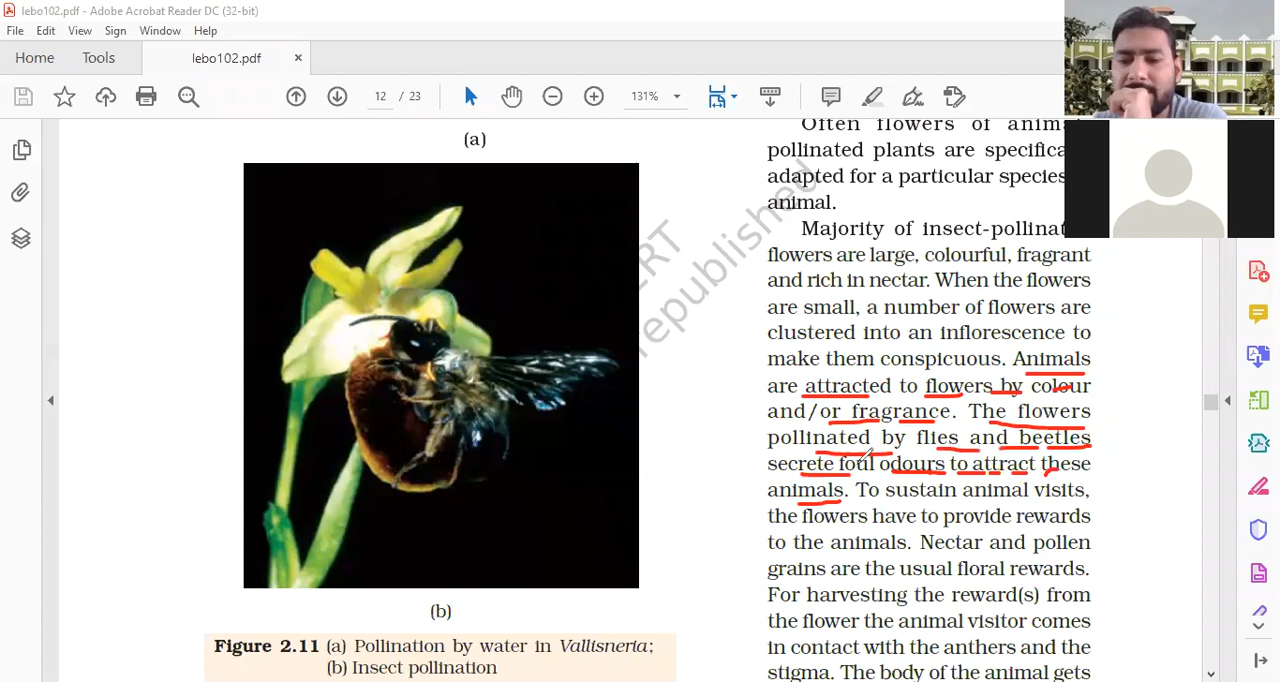 lebo102.pdf - Adobe Acrobat Reader DC (32-bit)
File Edit View Sign Window Help
Home Tools lebo102.pdf ×
12 / 23 131%
(a)
(b)
Figure 2.11 (a) Pollination by water in Vallisneria;
(b) Insect pollination
Often flowers of
pollinated plants are
adapted for a particular species
animal.
Majority of
flowers are large, colourful, fragrant
and rich in nectar. When the flowers
are small, a number of flowers are
clustered into an inflorescence to
make them conspicuous. Animals
are attracted to flowers by colour
and/or fragrance. The flowers
pollinated by flies and beetles
secrete foul odours to attract these
animals. To sustain animal visits,
the flowers have to provide rewards
to the animals. Nectar and pollen
grains are the usual floral rewards.
For harvesting the reward(s) from
the flower the animal visitor comes
in contact with the anthers and the
stigma. The body of the animal gets
republished